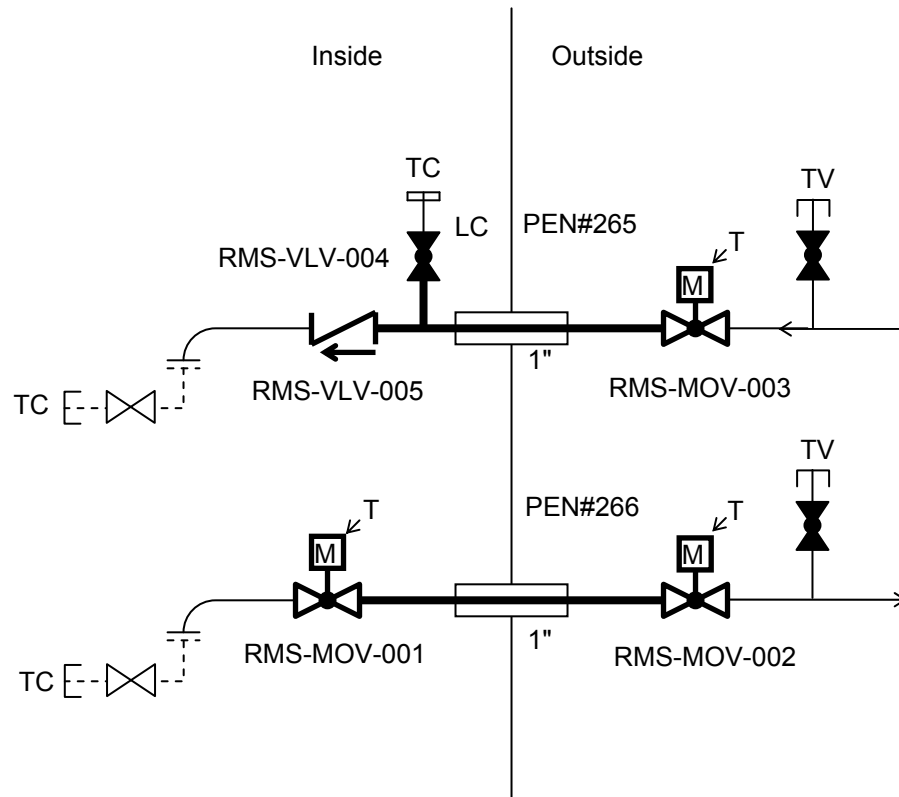 Inside
Outside
TC
TV
LC
PEN#265
T
RMS-VLV-004
M
1"
RMS-VLV-005
RMS-MOV-003
TC
TV
PEN#266
T
T
M
M
RMS-MOV-001
1"
RMS-MOV-002
TC